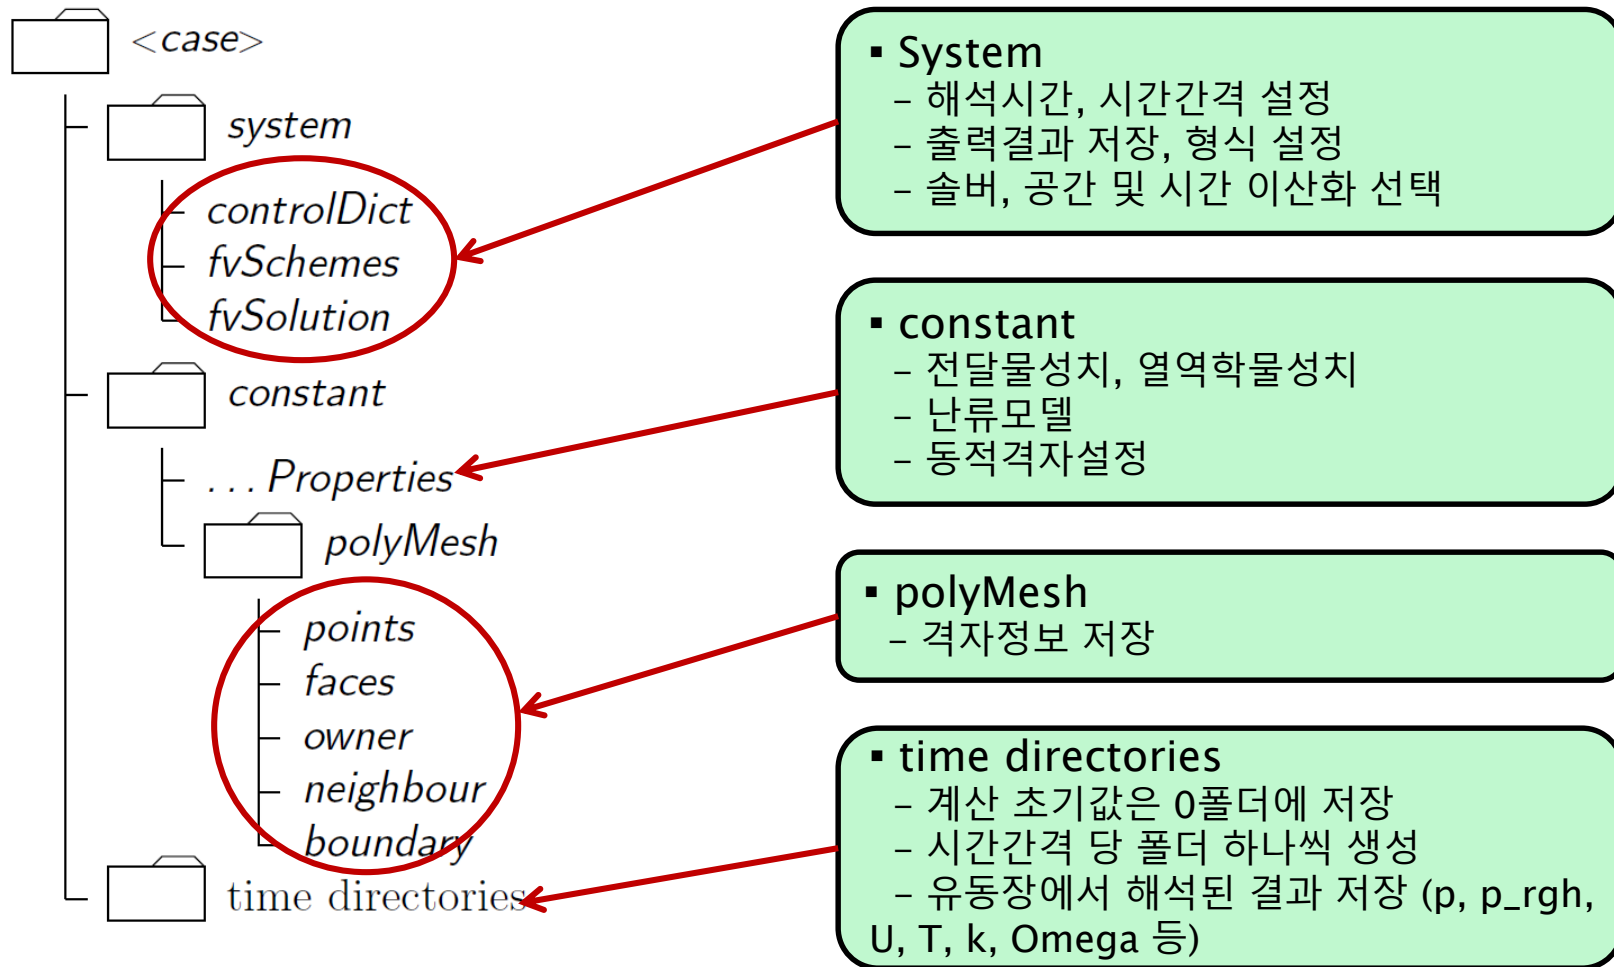 <case>
system
controlDict
fvSchemes
fvSolution
constant
...Properties
polyMesh
points
faces
owner
neighbour
boundary
time directories
▪ System
– 해석시간, 시간간격 설정
– 출력결과 저장, 형식 설정
– 솔버, 공간 및 시간 이산화 선택
▪ constant
– 전달물성치, 열역학물성치
– 난류모델
– 동적격자설정
▪ polyMesh
– 격자정보 저장
▪ time directories
– 계산 초기값은 0폴더에 저장
– 시간간격 당 폴더 하나씩 생성
– 유동장에서 해석된 결과 저장 (p, p_rgh,
U, T, k, Omega 등)